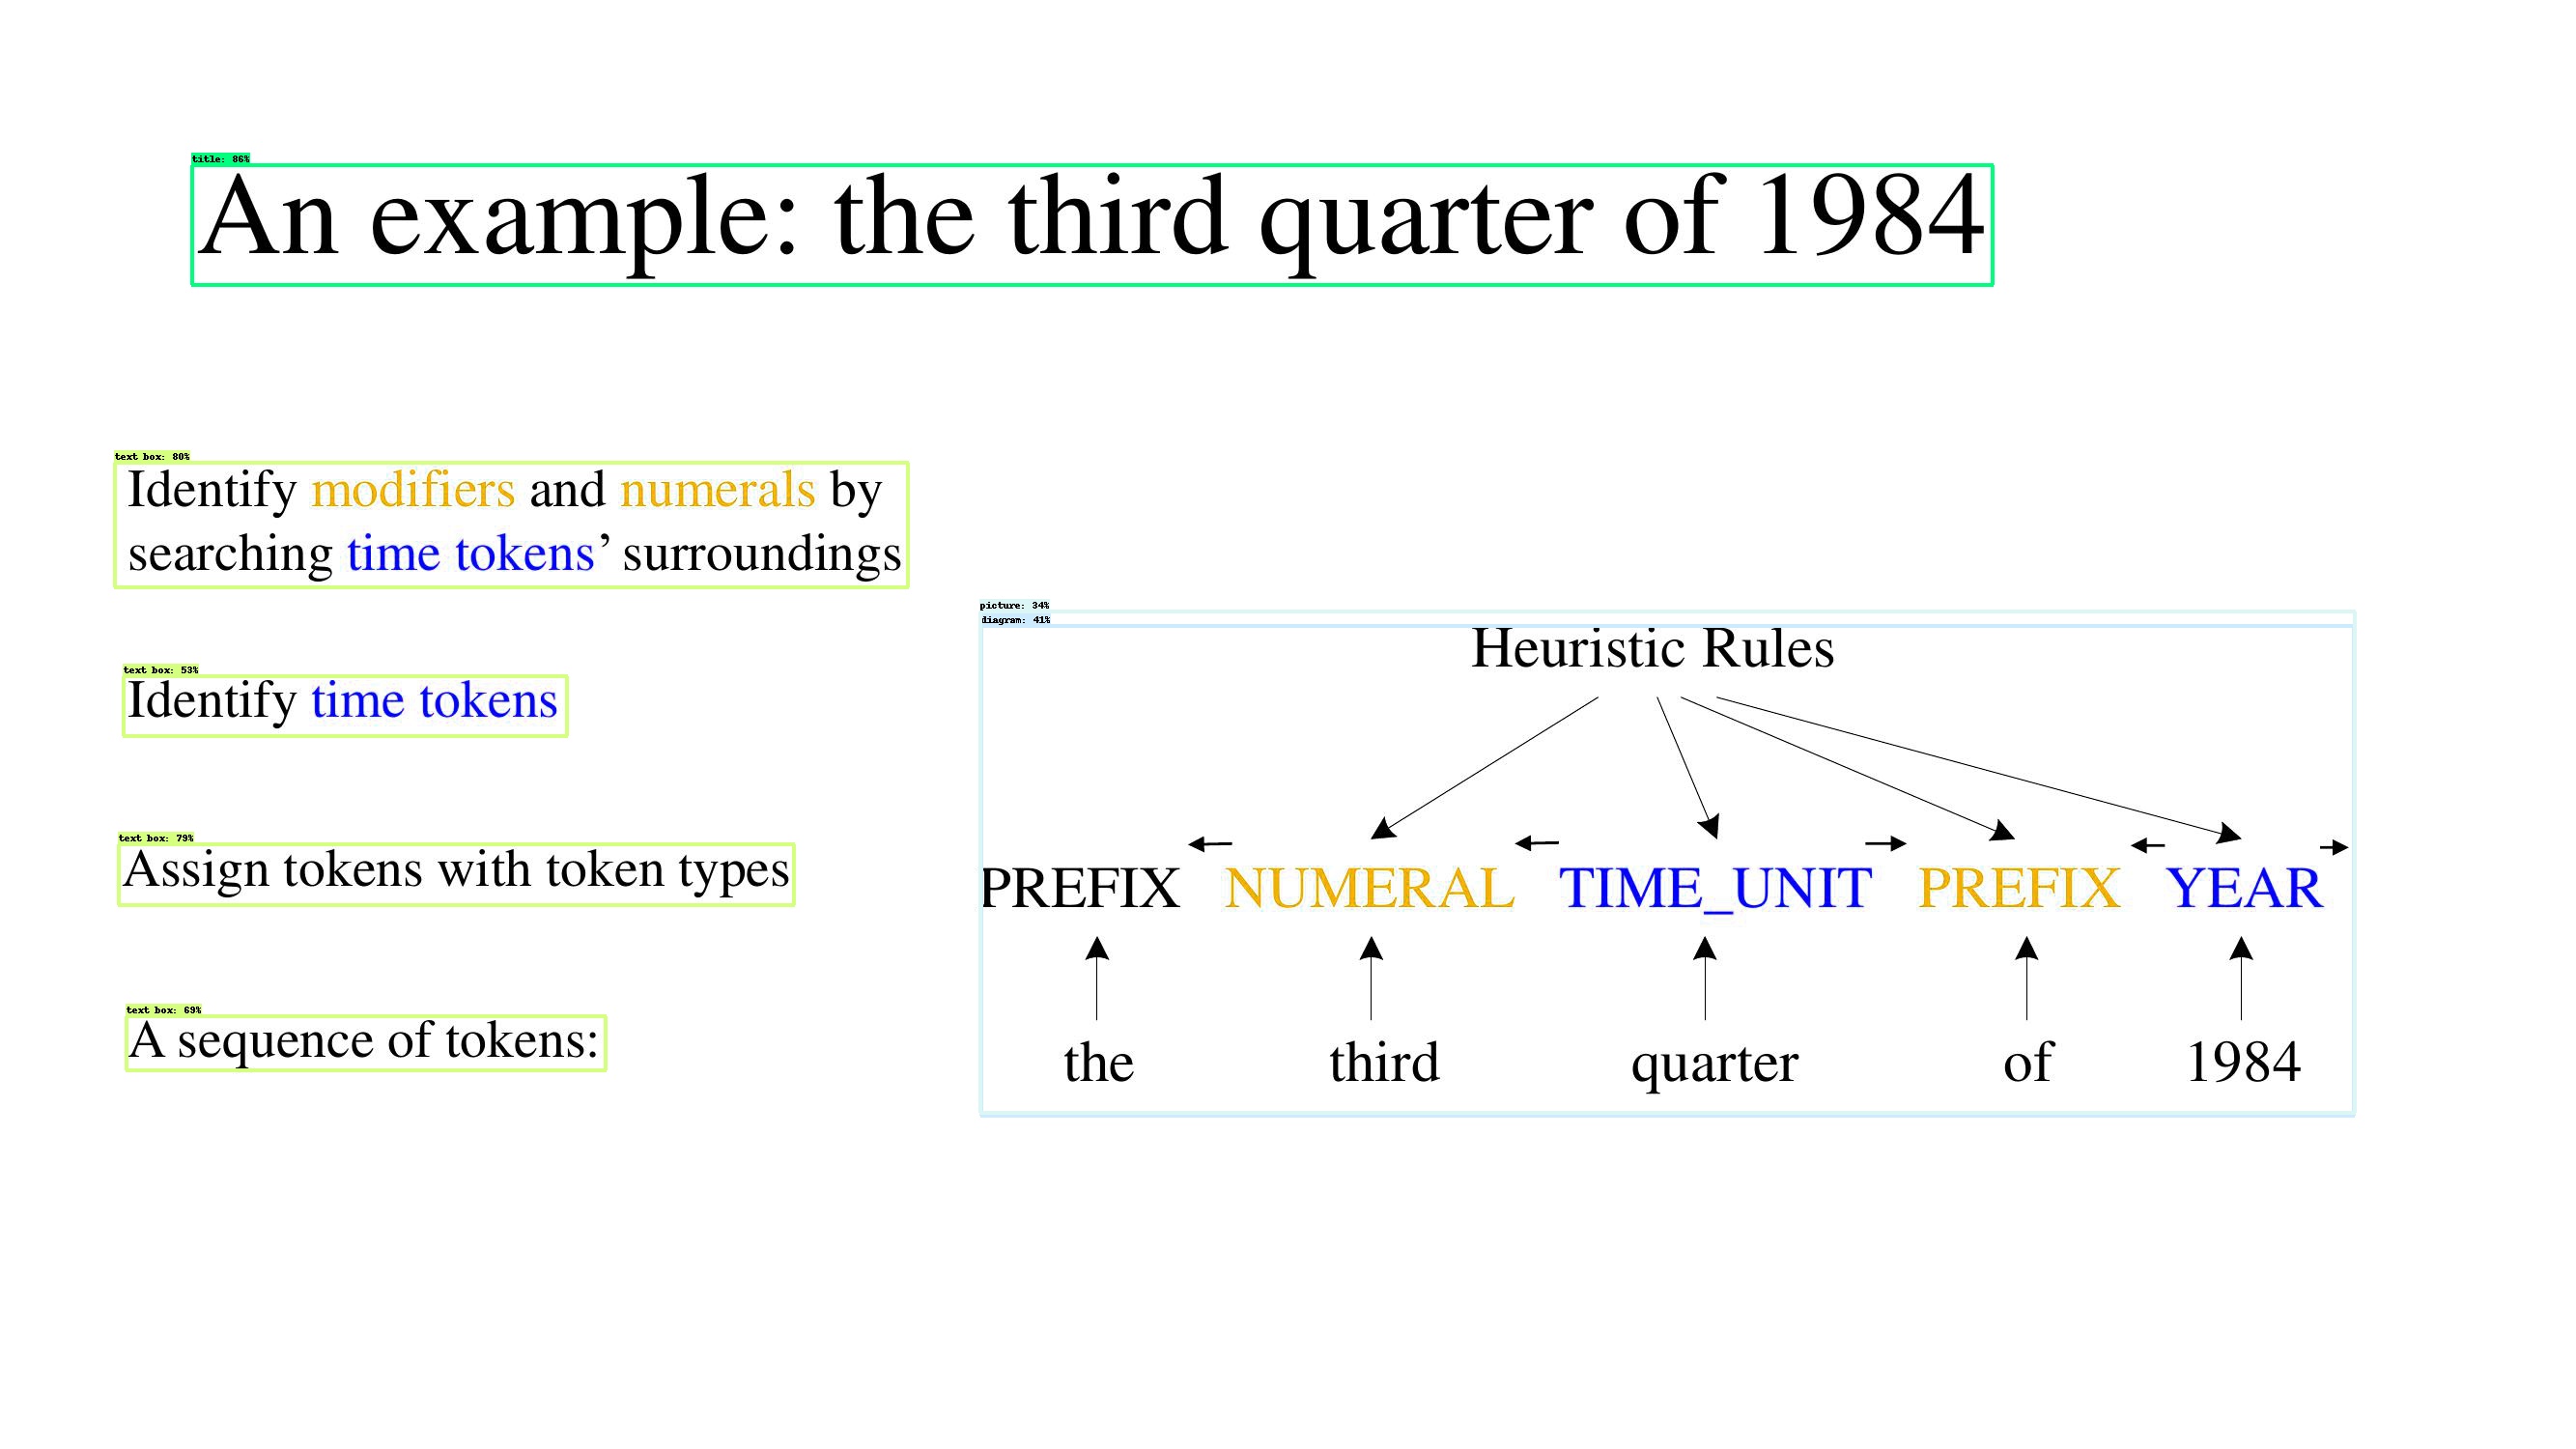 title: 86%
An example: the third quarter of 1984
text box: 80%
Identify modifiers and numerals by
searching time tokens’ surroundings
text box: 53%
Identify time tokens
text box: 79%
Assign tokens with token types
text box: 69%
A sequence of tokens:
picture: 34%
diagram: 41%
Heuristic Rules
PREFIX NUMERAL TIME_UNIT PREFIX YEAR
the third quarter of 1984